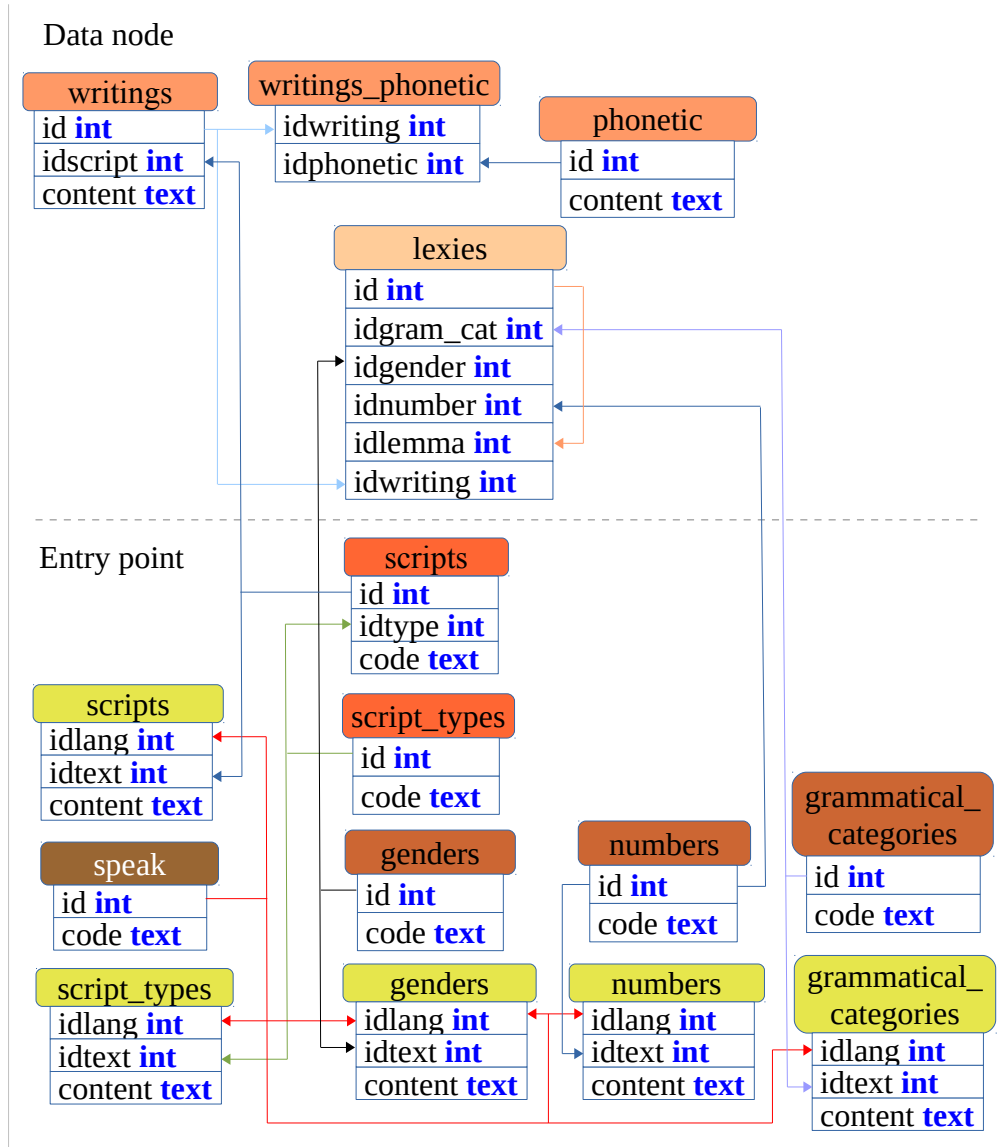 Data node
writings
id int
idscript int
content text
writings_phonetic
idwriting int
idphonetic int
phonetic
id int
content text
lexies
id int
idgram_cat int
idgender int
idnumber int
idlemma int
idwriting int
Entry point
scripts
id int
idtype int
code text
scripts
idlang int
idtext int
content text
script_types
id int
code text
speak
id int
code text
genders
id int
code text
numbers
id int
code text
grammatical_
categories
id int
code text
script_types
idlang int
idtext int
content text
genders
idlang int
idtext int
content text
numbers
idlang int
idtext int
content text
grammatical_
categories
idlang int
idtext int
content text